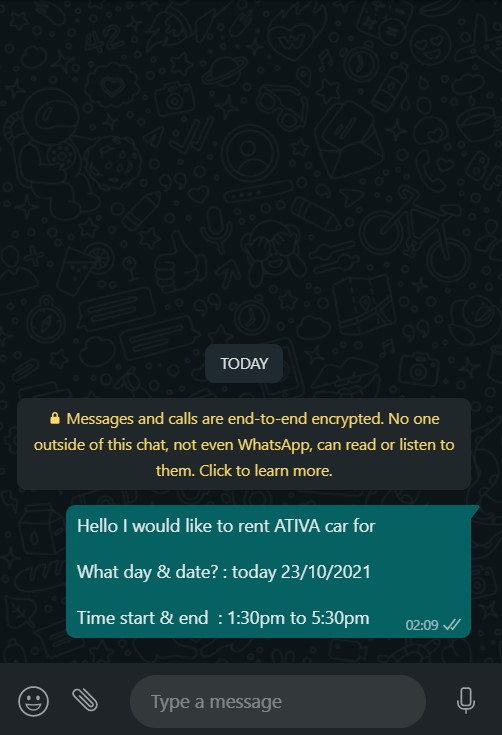 TODAY
Messages and calls are end-to-end encrypted. No one
outside of this chat, not even WhatsApp, can read or listen to
them. Click to learn more.
Hello I would like to rent ATIVA car for
What day & date? : today 23/10/2021
Time start & end : 1:30pm to 5:30pm
02:09
Type a message